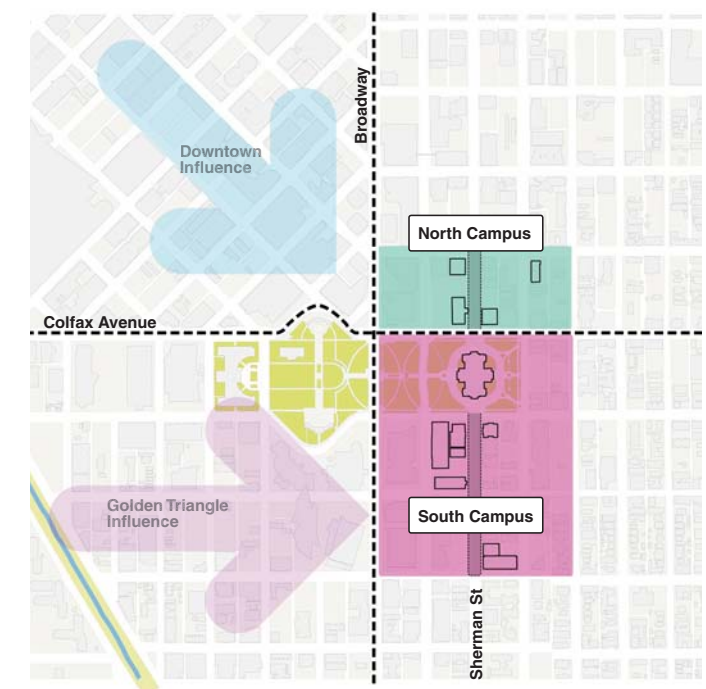 Broadway
Downtown
Influence
North Campus
Colfax Avenue
Golden Triangle
Influence
South Campus
Sherman St